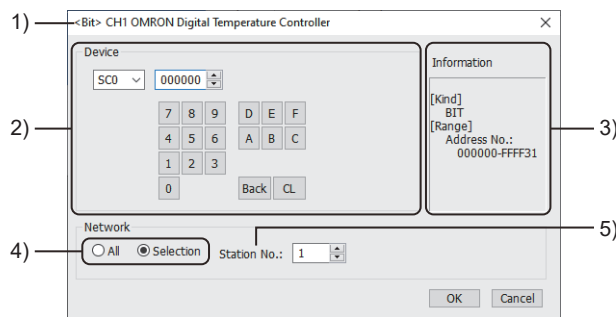 1)
<Bit> CH1 OMRON Digital Temperature Controller
Device
SC0 000000
7 8 9 D E F
4 5 6 A B C
1 2 3
0 Back CL
2)
Information
[Kind]
BIT
[Range]
Address No.:
000000-FFFF31
3)
Network
4)
All Selection Station No.: 1
5)
OK Cancel